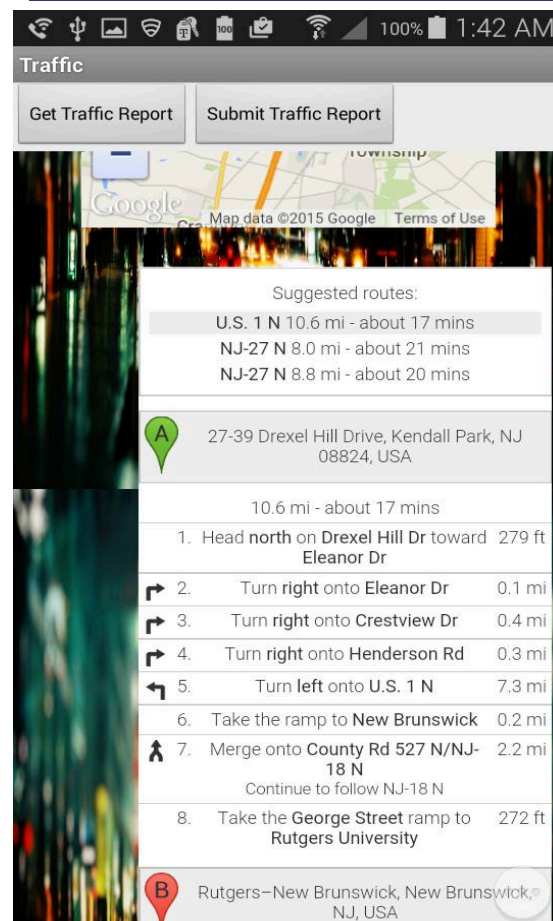 100% 1:42 AM
Traffic
Get Traffic Report Submit Traffic Report
Township
Google
Map data ©2015 Google Terms of Use
Suggested routes:
U.S. 1 N 10.6 mi - about 17 mins
NJ-27 N 8.0 mi - about 21 mins
NJ-27 N 8.8 mi - about 20 mins
A
27-39 Drexel Hill Drive, Kendall Park, NJ
08824, USA
10.6 mi - about 17 mins
1. Head north on Drexel Hill Dr toward 279 ft
Eleanor Dr
2. Turn right onto Eleanor Dr 0.1 mi
3. Turn right onto Crestview Dr 0.4 mi
4. Turn right onto Henderson Rd 0.3 mi
5. Turn left onto U.S. 1 N 7.3 mi
6. Take the ramp to New Brunswick 0.2 mi
7. Merge onto County Rd 527 N/NJ- 2.2 mi
18 N
Continue to follow NJ-18 N
8. Take the George Street ramp to 272 ft
Rutgers University
B
Rutgers–New Brunswick, New Brunswick,
NJ, USA